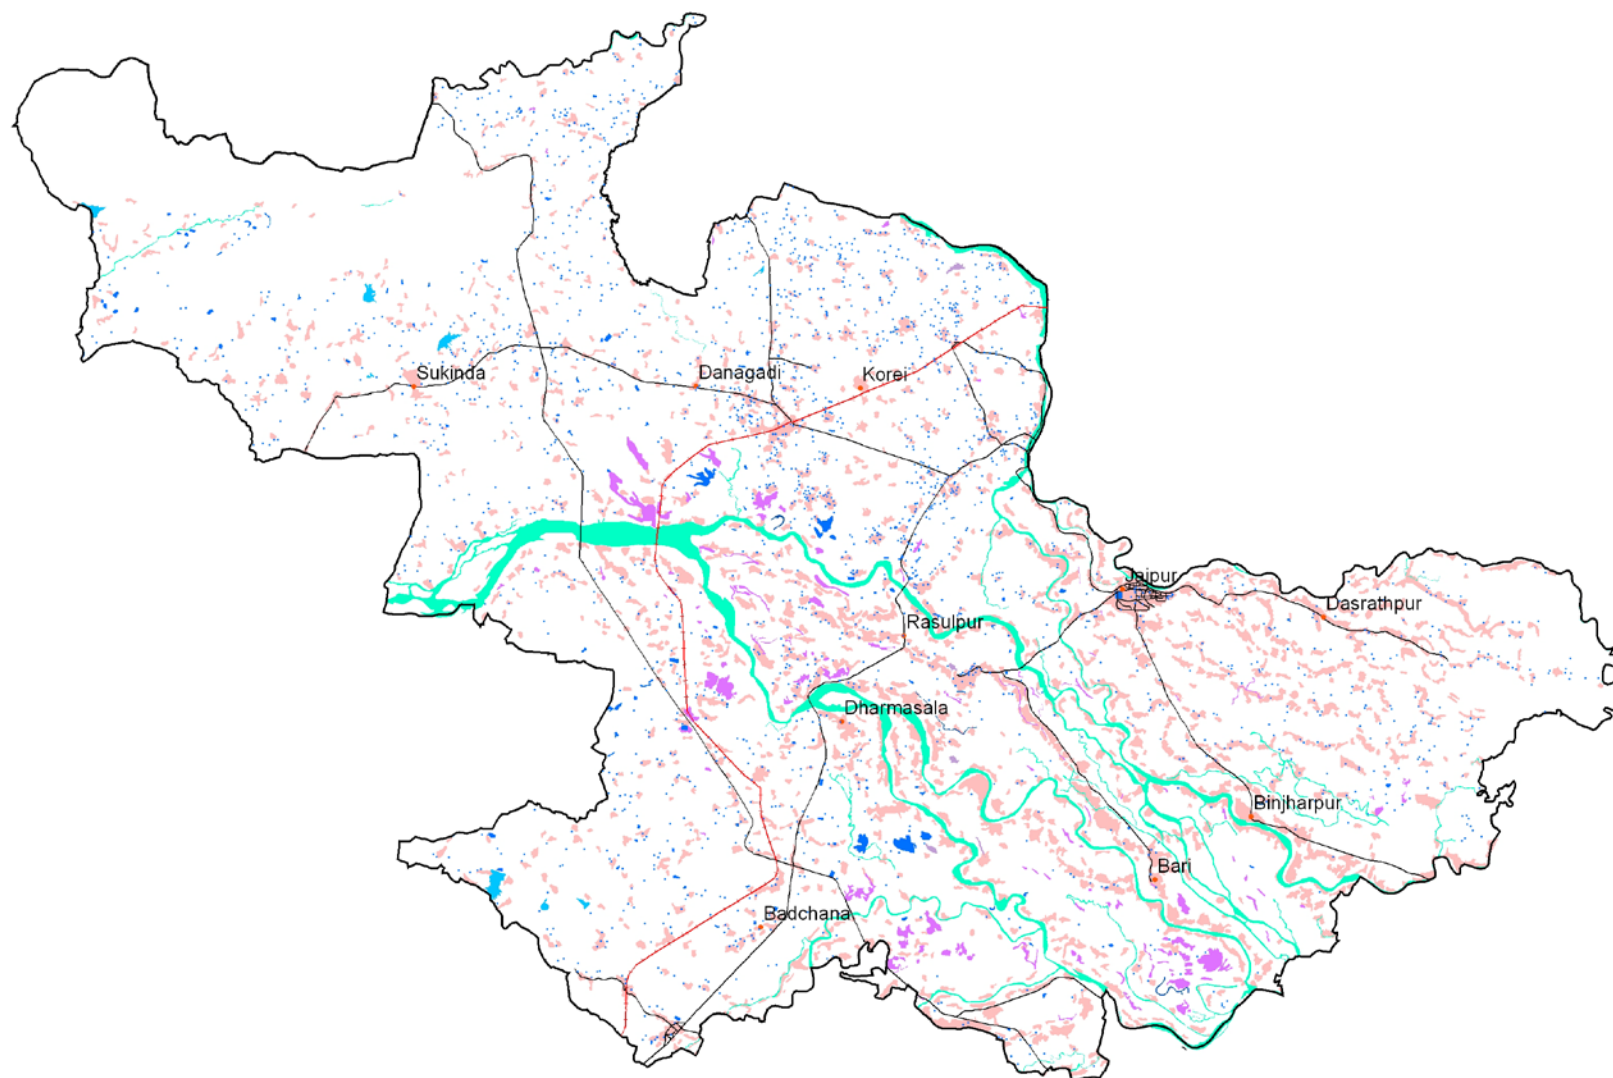 Sukinda
Danagadi
Korei
Jajpur
Dasrathpur
Rasulpur
Dharmasala
Binjharpur
Bari
Badchana